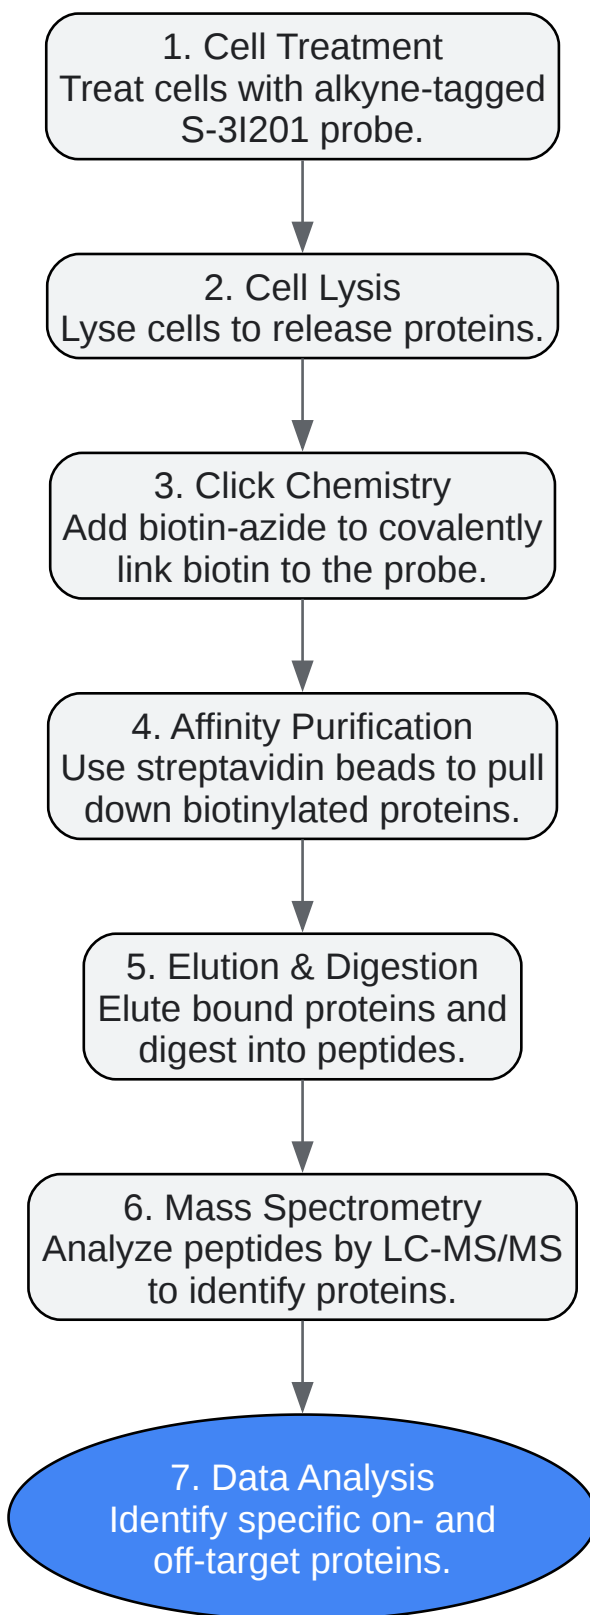 1. Cell Treatment
Treat cells with alkyne-tagged
S-3I201 probe.
2. Cell Lysis
Lyse cells to release proteins.
3. Click Chemistry
Add biotin-azide to covalently
link biotin to the probe.
4. Affinity Purification
Use streptavidin beads to pull
down biotinylated proteins.
5. Elution & Digestion
Elute bound proteins and
digest into peptides.
6. Mass Spectrometry
Analyze peptides by LC-MS/MS
to identify proteins.
7. Data Analysis
Identify specific on- and
off-target proteins.